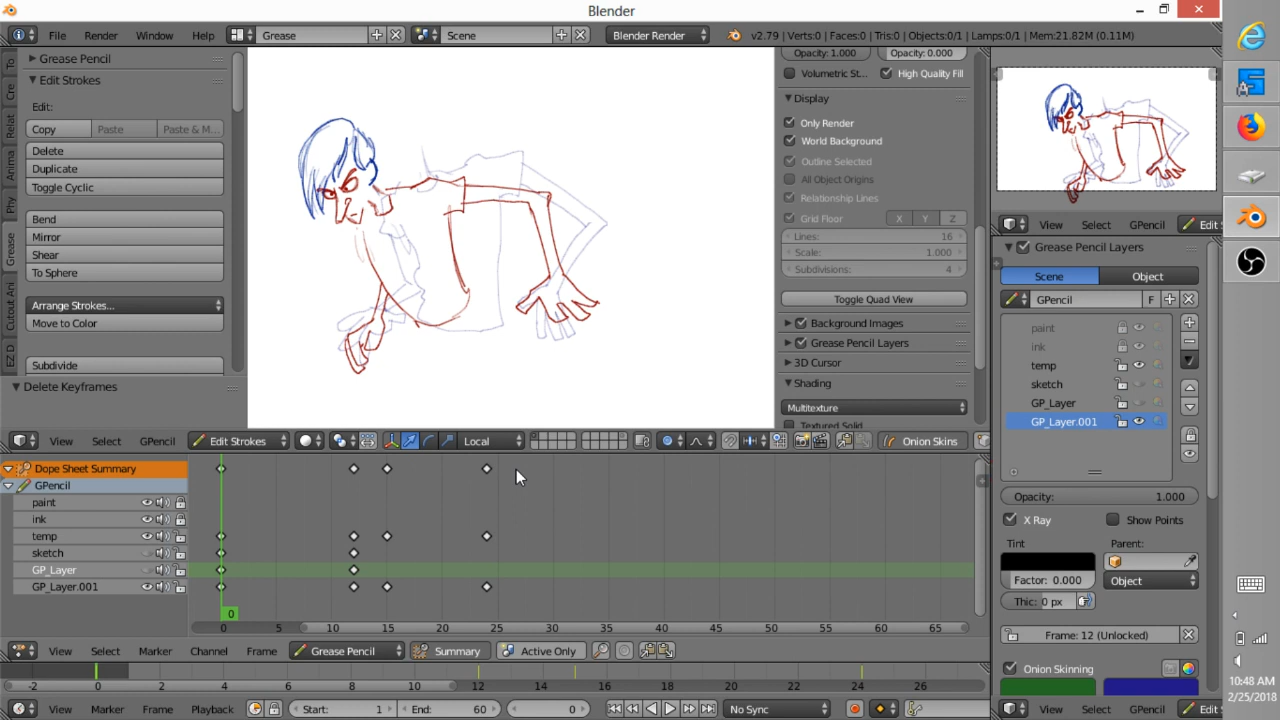 Blender
File Render Window Help Grease Scene Blender Render v2.79 | Verts:0 | Faces:0 | Tris:0 | Objects:0/1 | Lamps:0/1 | Mem:21.82M (0.11M)
Grease Pencil
Edit Strokes
Edit:
Copy Paste Paste & M...
Delete
Duplicate
Toggle Cyclic
Bend
Mirror
Shear
To Sphere
Arrange Strokes...
Move to Color
Subdivide
Delete Keyframes
To
Cre
Relat
Anima
Phy
Grease
Cutout Ani
EZ D
Opacity: 1.000 Opacity: 0.000
Volumetric St... High Quality Fill
Display
Only Render
World Background
Outline Selected
All Object Origins
Relationship Lines
Grid Floor X Y Z
Lines: 16
Scale: 1.000
Subdivisions: 4
Toggle Quad View
Background Images
Grease Pencil Layers
3D Cursor
Shading
Multitexture
Textured Solid
View Select GPencil Edit Strokes Local Onion Skins
View Select GPencil Edit S
Grease Pencil Layers
Scene Object
GPencil F
paint
ink
temp
sketch
GP_Layer
GP_Layer.001
Opacity: 1.000
X Ray Show Points
Tint Parent:
Factor: 0.000 Object
Thic: 0 px
Frame: 12 (Unlocked)
Onion Skinning
View Select GPencil Edit S
Dope Sheet Summary
GPencil
paint
ink
temp
sketch
GP_Layer
GP_Layer.001
0
0 5 10 15 20 25 30 35 40 45 50 55 60 65
View Select Marker Channel Frame Grease Pencil Summary Active Only
-2 0 2 4 6 8 10 12 14 16 18 20 22 24 26
View Marker Frame Playback Start: 1 End: 60 0 No Sync
10:48 AM
2/25/2018